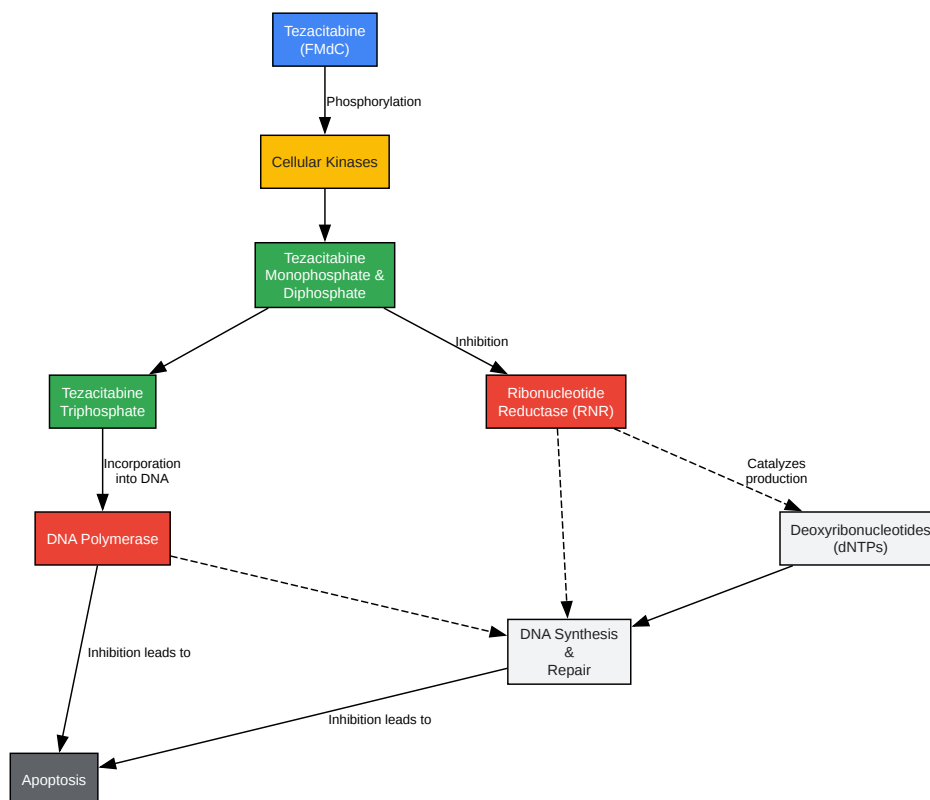 Tezacitabine
(FMdC)
Phosphorylation
Cellular Kinases
Tezacitabine
Monophosphate &
Diphosphate
Inhibition
Tezacitabine
Triphosphate
Ribonucleotide
Reductase (RNR)
Incorporation
into DNA
Catalyzes
production
DNA Polymerase
Deoxyribonucleotides
(dNTPs)
DNA Synthesis
&
Repair
Inhibition leads to
Inhibition leads to
Apoptosis